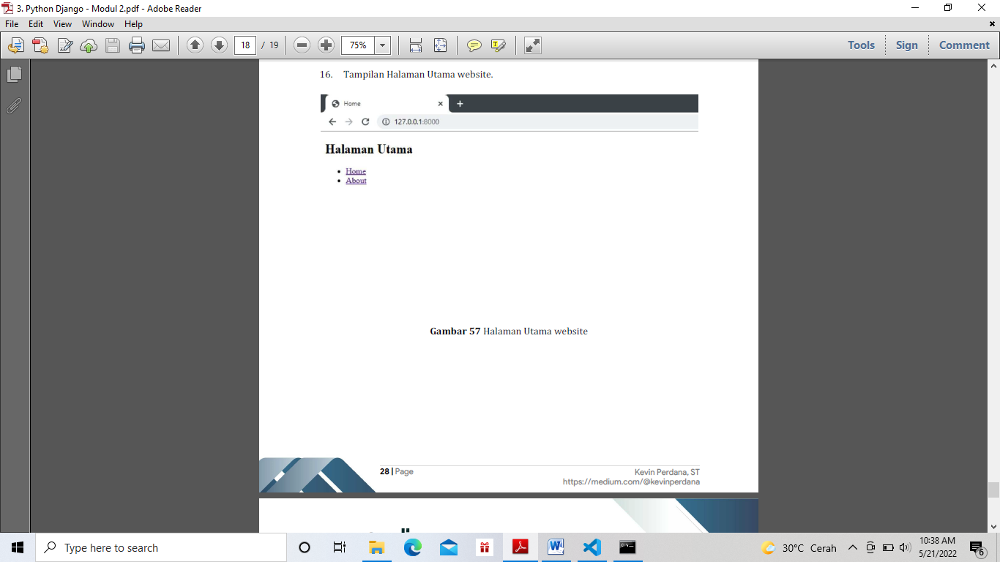 3. Python Django - Modul 2.pdf - Adobe Reader
File Edit View Window Help
18 / 19 75% Tools Sign Comment
16. Tampilan Halaman Utama website.
Home
127.0.0.1:8000
Halaman Utama
Home
About
Gambar 57 Halaman Utama website
28 | Page
Kevin Perdana, ST
https://medium.com/@kevinperdana
Type here to search
30°C Cerah
10:38 AM
5/21/2022
6